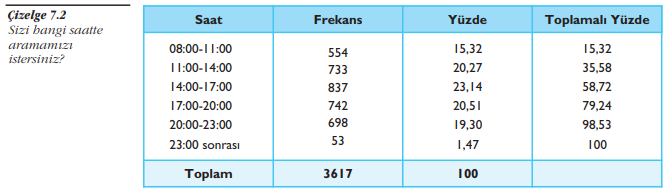 Çizelge 7.2
Sizi hangi saatte
aramamızı
istersiniz?
Saat Frekans Yüzde Toplamalı Yüzde
08:00-11:00 554 15,32 15,32
11:00-14:00 733 20,27 35,58
14:00-17:00 837 23,14 58,72
17:00-20:00 742 20,51 79,24
20:00-23:00 698 19,30 98,53
23:00 sonrası 53 1,47 100
Toplam 3617 100